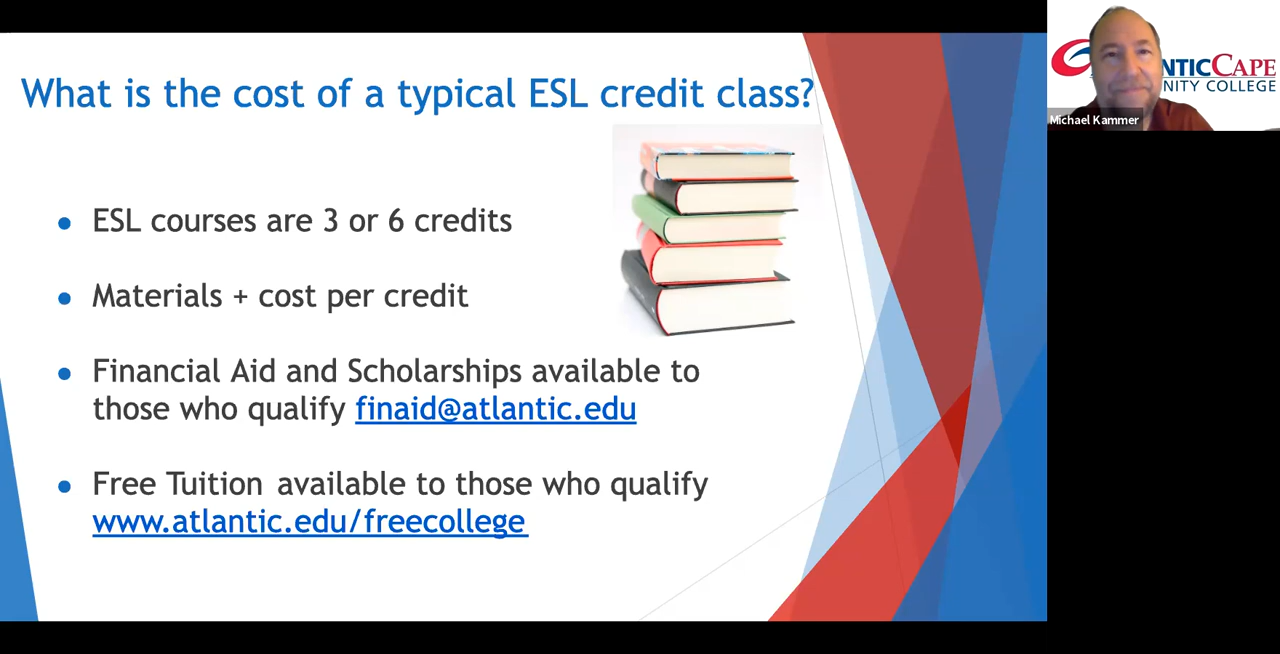 What is the cost of a typical ESL credit class?
NTICCAPE
NITY COLLEGE
Michael Kammer
• ESL courses are 3 or 6 credits
• Materials + cost per credit
• Financial Aid and Scholarships available to
those who qualify finaid@atlantic.edu
• Free Tuition available to those who qualify
www.atlantic.edu/freecollege